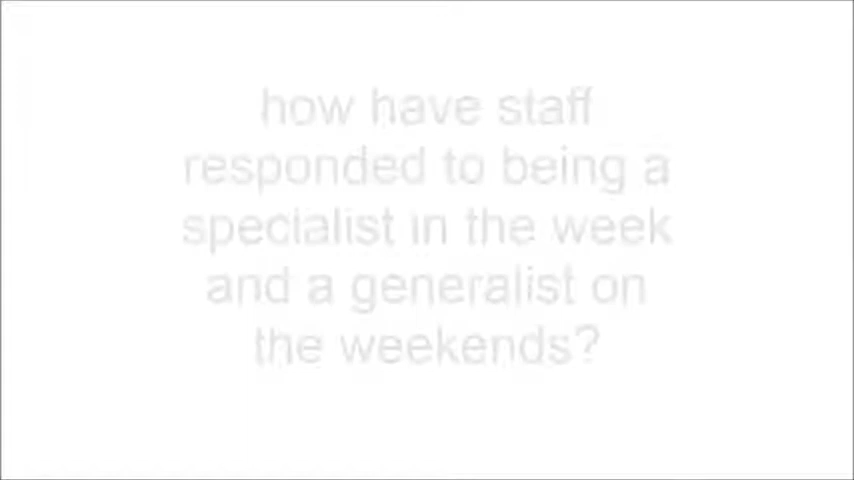 how have staff
responded to being a
specialist in the week
and a generalist on
the weekends?